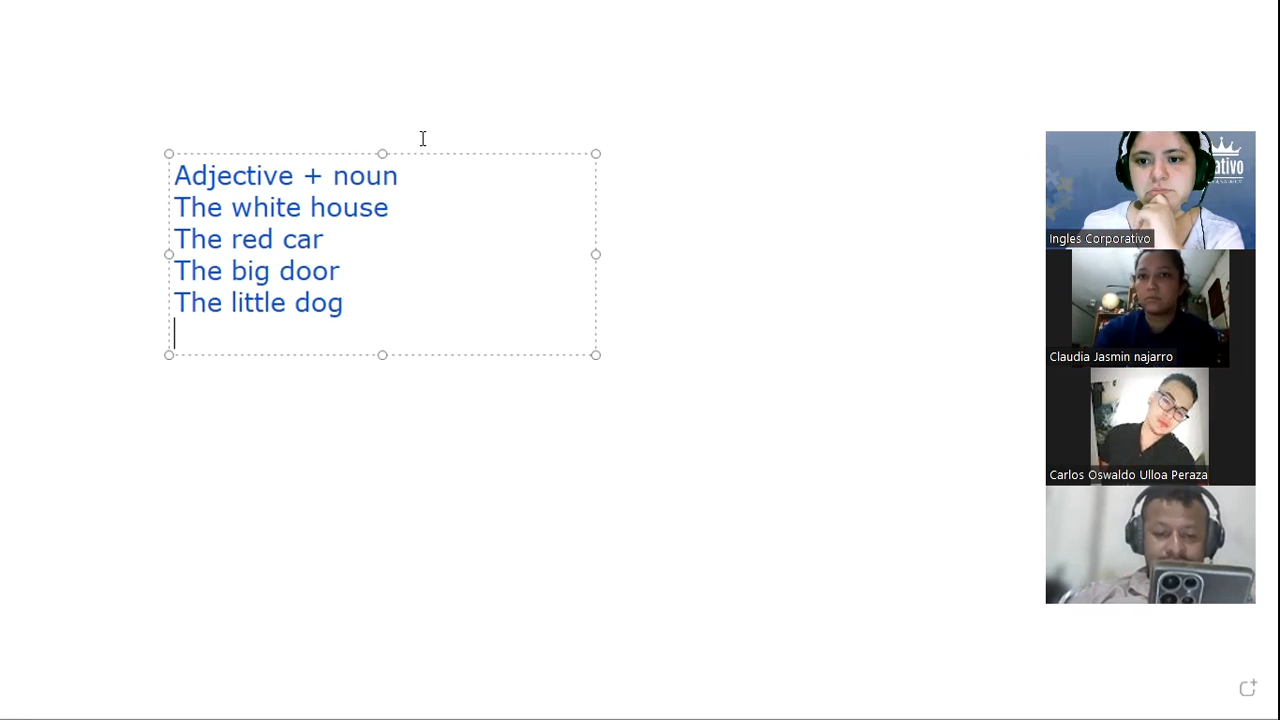 Adjective + noun
The white house
The red car
The big door
The little dog
ativo
Ingles Corporativo
Claudia Jasmin najarro
Carlos Oswaldo Ulloa Peraza